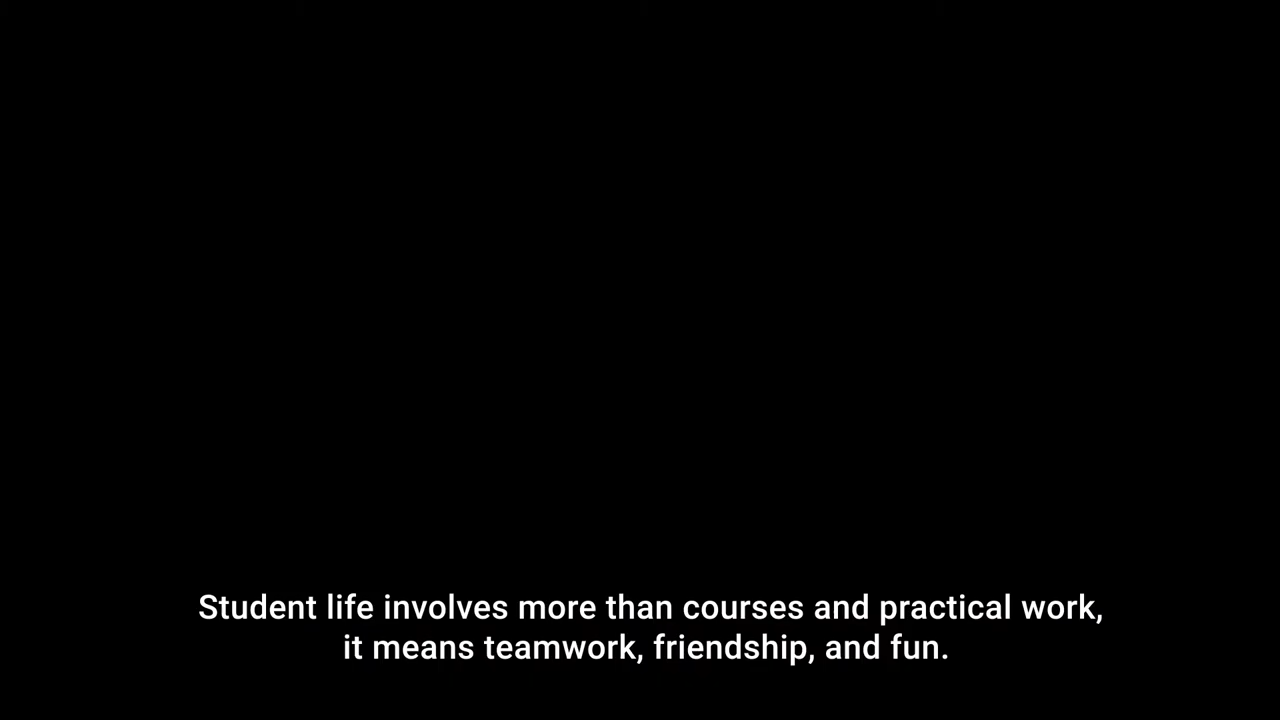 Student life involves more than courses and practical work,
it means teamwork, friendship, and fun.